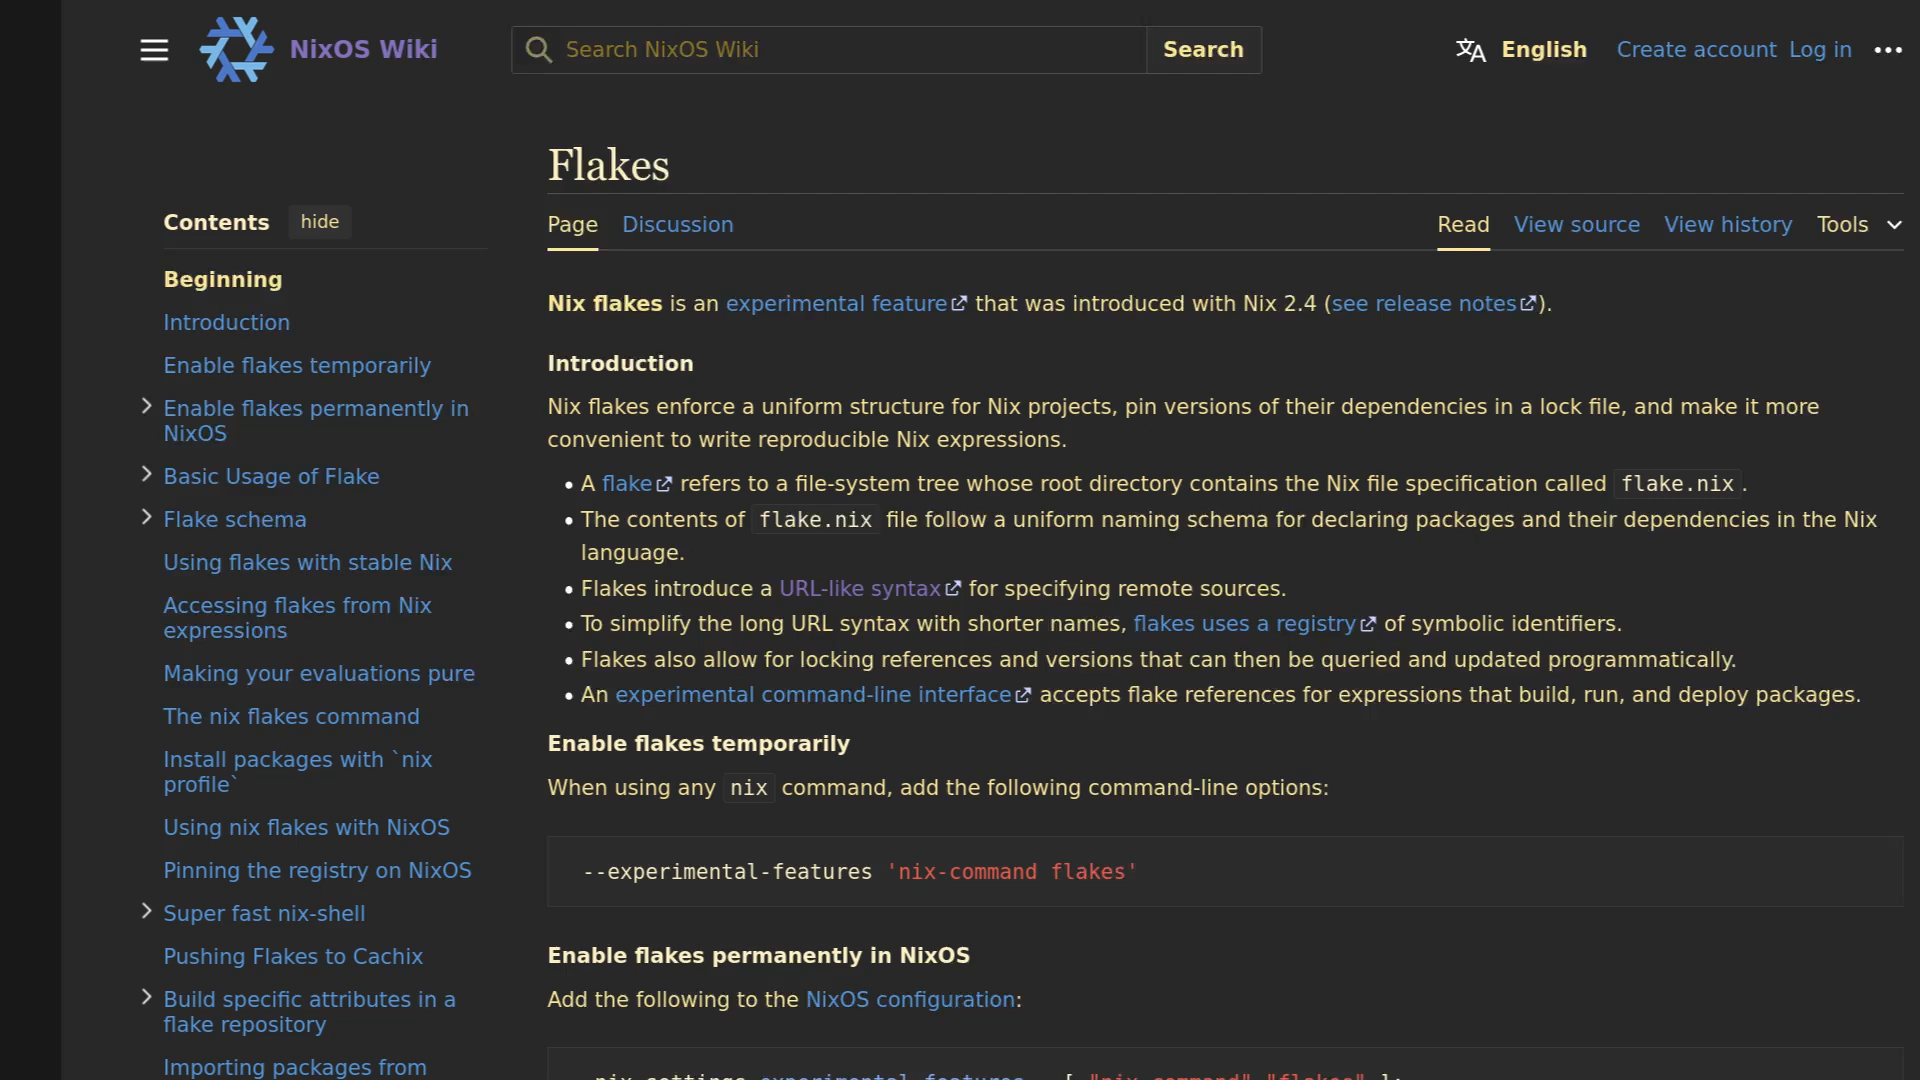 NixOS Wiki
Search NixOS Wiki
Search
English
Create account
Log in
Flakes
Contents
hide
Beginning
Introduction
Enable flakes temporarily
Enable flakes permanently in
NixOS
Basic Usage of Flake
Flake schema
Using flakes with stable Nix
Accessing flakes from Nix
expressions
Making your evaluations pure
The nix flakes command
Install packages with `nix
profile`
Using nix flakes with NixOS
Pinning the registry on NixOS
Super fast nix-shell
Pushing Flakes to Cachix
Build specific attributes in a
flake repository
Importing packages from
Page
Discussion
Read
View source
View history
Tools
Nix flakes is an experimental feature that was introduced with Nix 2.4 (see release notes).
Introduction
Nix flakes enforce a uniform structure for Nix projects, pin versions of their dependencies in a lock file, and make it more
convenient to write reproducible Nix expressions.
• A flake refers to a file-system tree whose root directory contains the Nix file specification called flake.nix.
• The contents of flake.nix file follow a uniform naming schema for declaring packages and their dependencies in the Nix
language.
• Flakes introduce a URL-like syntax for specifying remote sources.
• To simplify the long URL syntax with shorter names, flakes uses a registry of symbolic identifiers.
• Flakes also allow for locking references and versions that can then be queried and updated programmatically.
• An experimental command-line interface accepts flake references for expressions that build, run, and deploy packages.
Enable flakes temporarily
When using any nix command, add the following command-line options:
--experimental-features 'nix-command flakes'
Enable flakes permanently in NixOS
Add the following to the NixOS configuration:
nix.settings.experimental-features = [ "nix-command" "flakes" ];